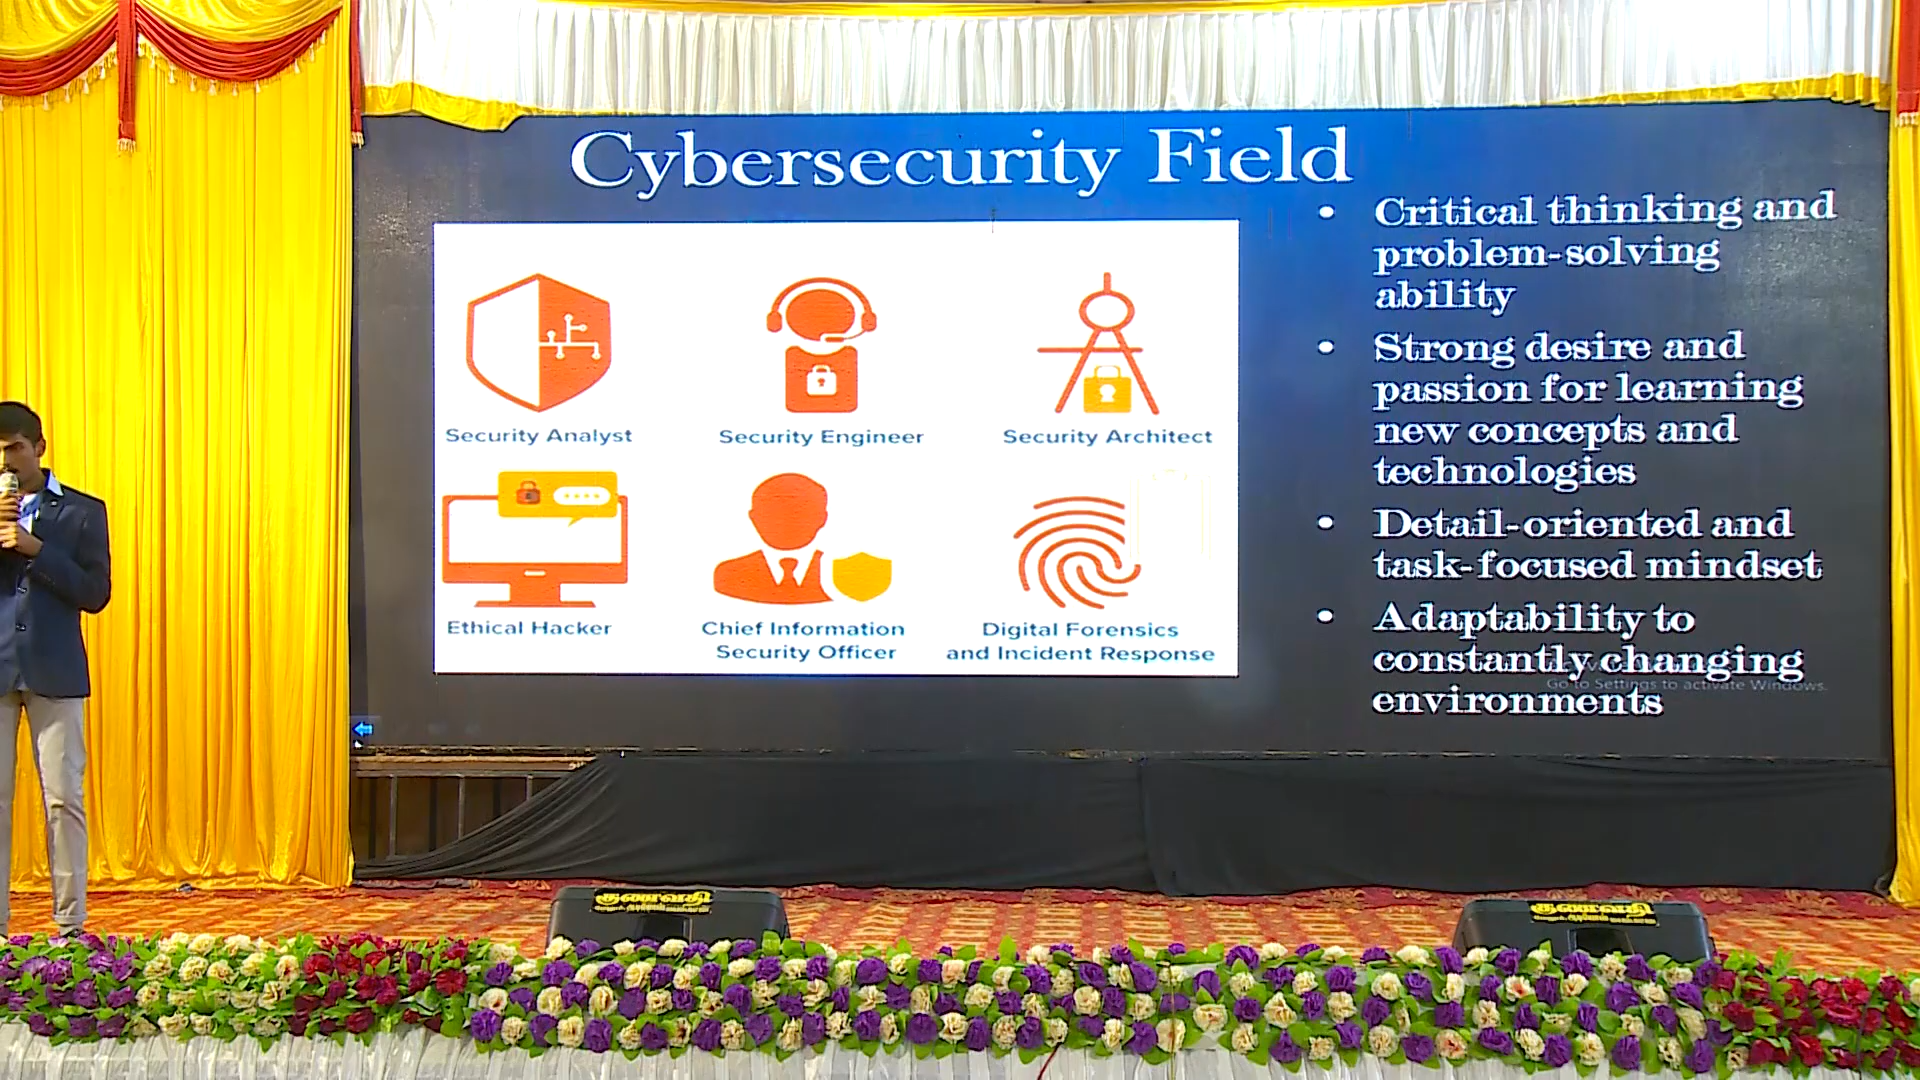 Cybersecurity Field
Security Analyst
Security Engineer
Security Architect
Ethical Hacker
Chief Information
Security Officer
Digital Forensics
and Incident Response
• Critical thinking and
problem-solving
ability
• Strong desire and
passion for learning
new concepts and
technologies
• Detail-oriented and
task-focused mindset
• Adaptability to
constantly changing
environments
Go to Settings to activate Windows.
குணவதி
குணவதி